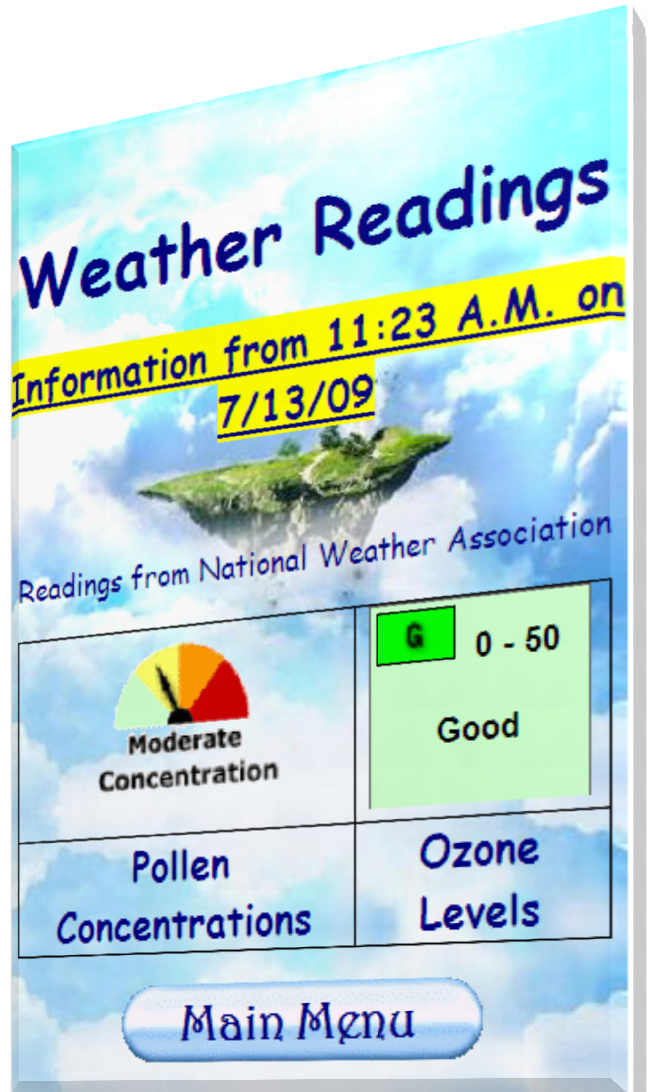 Weather Readings
Information from 11:23 A.M. on
7/13/09
Readings from National Weather Association
Moderate
Concentration
G 0 - 50
Good
Pollen
Concentrations
Ozone
Levels
Main Menu